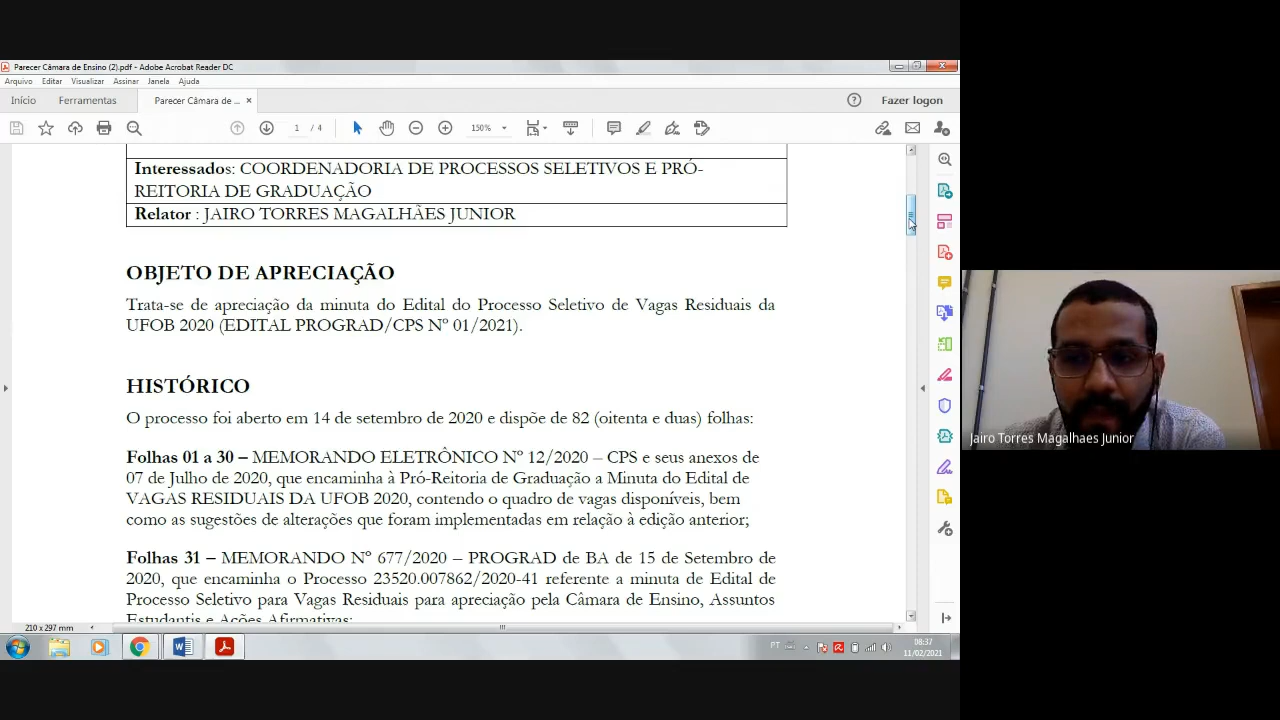 Parecer Câmara de Ensino (2).pdf - Adobe Acrobat Reader DC
Arquivo Editar Visualizar Assinar Janela Ajuda
Início Ferramentas Parecer Câmara de ... × Fazer logon
1 / 4 150%
Interessados: COORDENADORIA DE PROCESSOS SELETIVOS E PRÓ-
REITORIA DE GRADUAÇÃO
Relator : JAIRO TORRES MAGALHÃES JUNIOR
OBJETO DE APRECIAÇÃO
Trata-se de apreciação da minuta do Edital do Processo Seletivo de Vagas Residuais da
UFOB 2020 (EDITAL PROGRAD/CPS Nº 01/2021).
HISTÓRICO
O processo foi aberto em 14 de setembro de 2020 e dispõe de 82 (oitenta e duas) folhas:
Folhas 01 a 30 – MEMORANDO ELETRÔNICO Nº 12/2020 – CPS e seus anexos de
07 de Julho de 2020, que encaminha à Pró-Reitoria de Graduação a Minuta do Edital de
VAGAS RESIDUAIS DA UFOB 2020, contendo o quadro de vagas disponíveis, bem
como as sugestões de alterações que foram implementadas em relação à edição anterior;
Folhas 31 – MEMORANDO Nº 677/2020 – PROGRAD de BA de 15 de Setembro de
2020, que encaminha o Processo 23520.007862/2020-41 referente a minuta de Edital de
Processo Seletivo para Vagas Residuais para apreciação pela Câmara de Ensino, Assuntos
Estudantis e Ações Afirmativas;
210 x 297 mm
PT 08:37
11/02/2021
Jairo Torres Magalhaes Junior